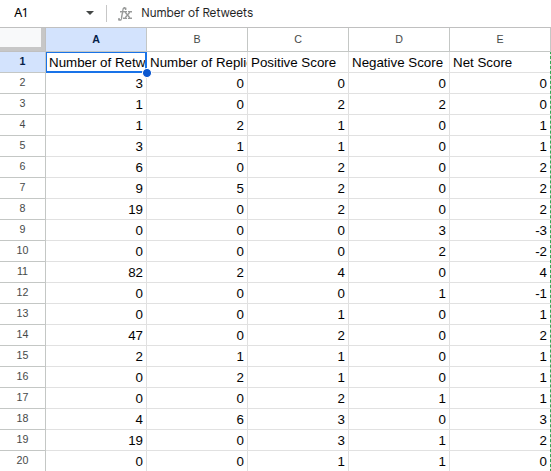 A1 Number of Retweets
A B C D E
1 Number of Retw Number of Repli Positive Score Negative Score Net Score
2 3 0 0 0 0
3 1 0 2 2 0
4 1 2 1 0 1
5 3 1 1 0 1
6 6 0 2 0 2
7 9 5 2 0 2
8 19 0 2 0 2
9 0 0 0 3 -3
10 0 0 0 2 -2
11 82 2 4 0 4
12 0 0 0 1 -1
13 0 0 1 0 1
14 47 0 2 0 2
15 2 1 1 0 1
16 0 2 1 0 1
17 0 0 2 1 1
18 4 6 3 0 3
19 19 0 3 1 2
20 0 0 1 1 0